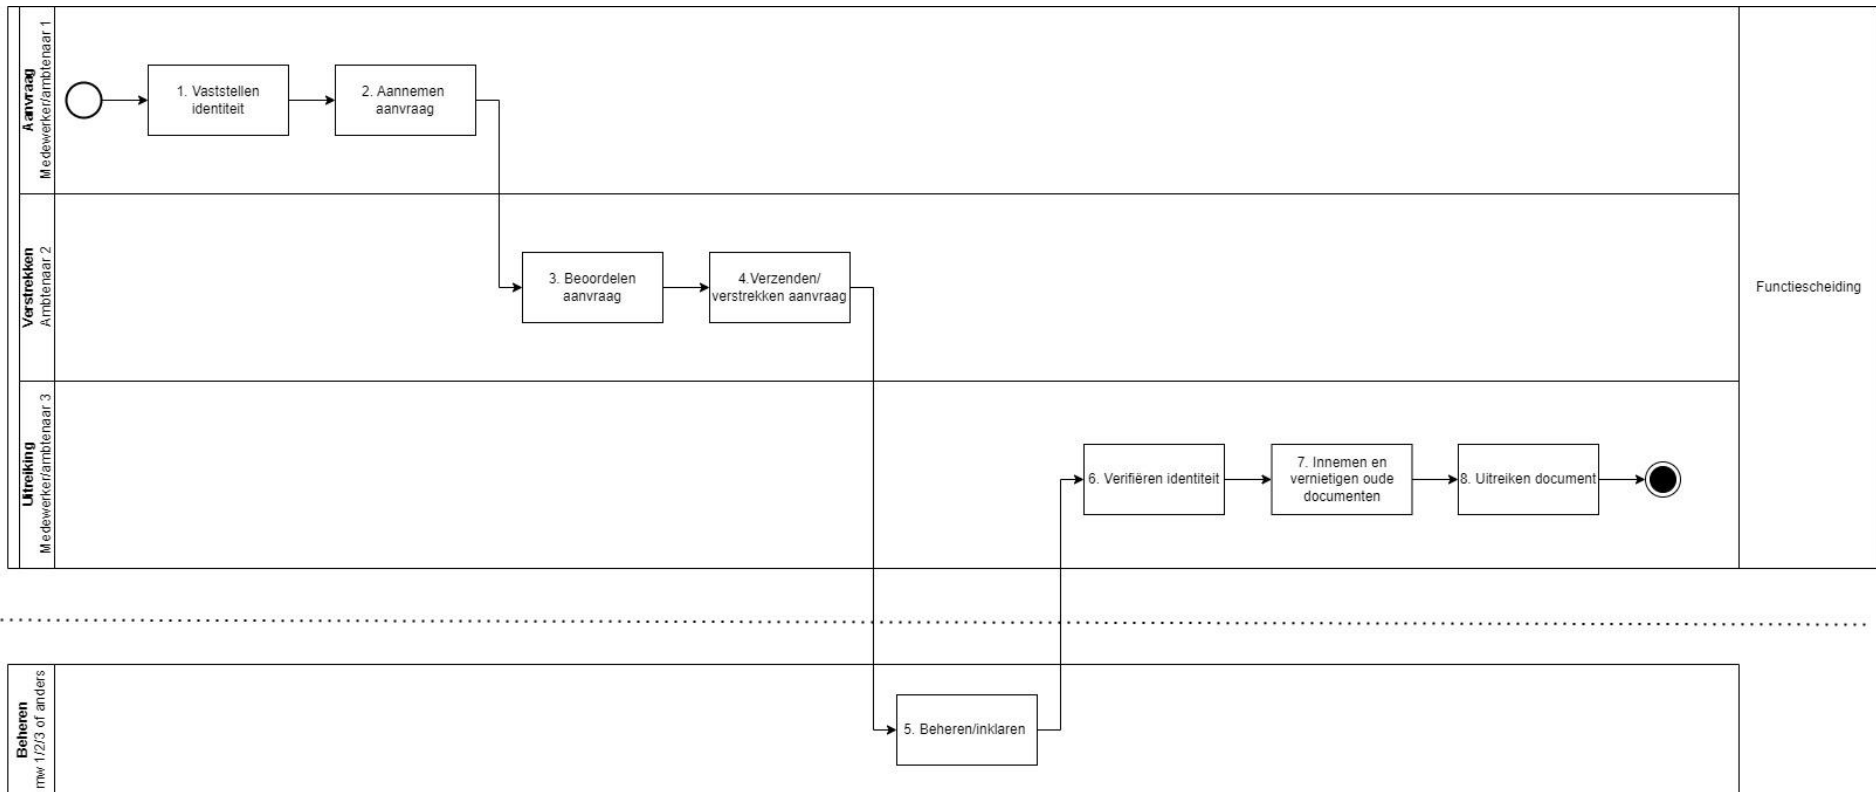 Aanvraag
Medewerker/ambtenaar 1
1. Vaststellen
identiteit
2. Aannemen
aanvraag
Verstrekken
Ambtenaar 2
3. Beoordelen
aanvraag
4.Verzenden/
verstrekken aanvraag
Functiescheiding
Uitreiking
Medewerker/ambtenaar 3
6. Verifiëren identiteit
7. Innemen en
vernietigen oude
documenten
8. Uitreiken document
Beheren
mw 1/2/3 of anders
5. Beheren/inklaren